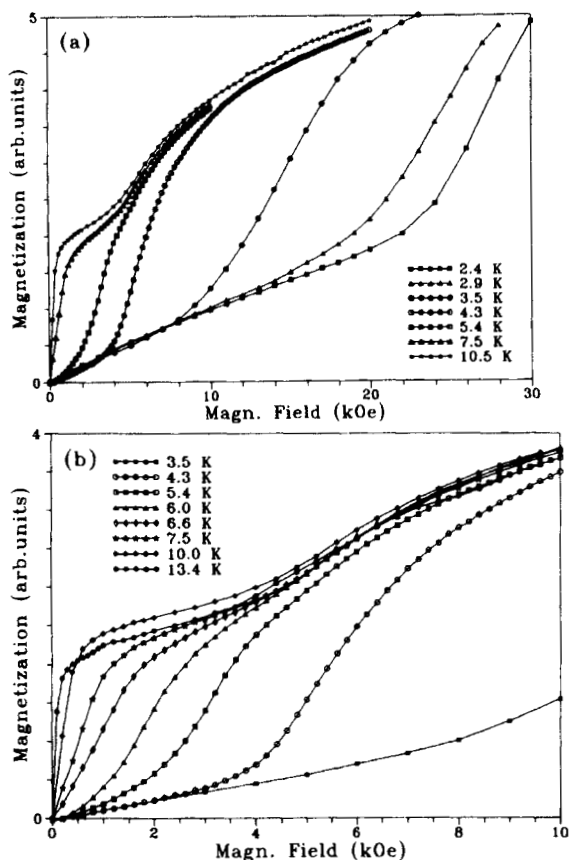 5
(a)
Magnetization (arb.units)
2.4 K
2.9 K
3.5 K
4.3 K
5.4 K
7.5 K
10.5 K
0
0 10 20 30
Magn. Field (kOe)
4
(b)
3.5 K
4.3 K
5.4 K
6.0 K
6.6 K
7.5 K
10.0 K
13.4 K
Magnetization (arb.units)
0
0 2 4 6 8 10
Magn. Field (kOe)